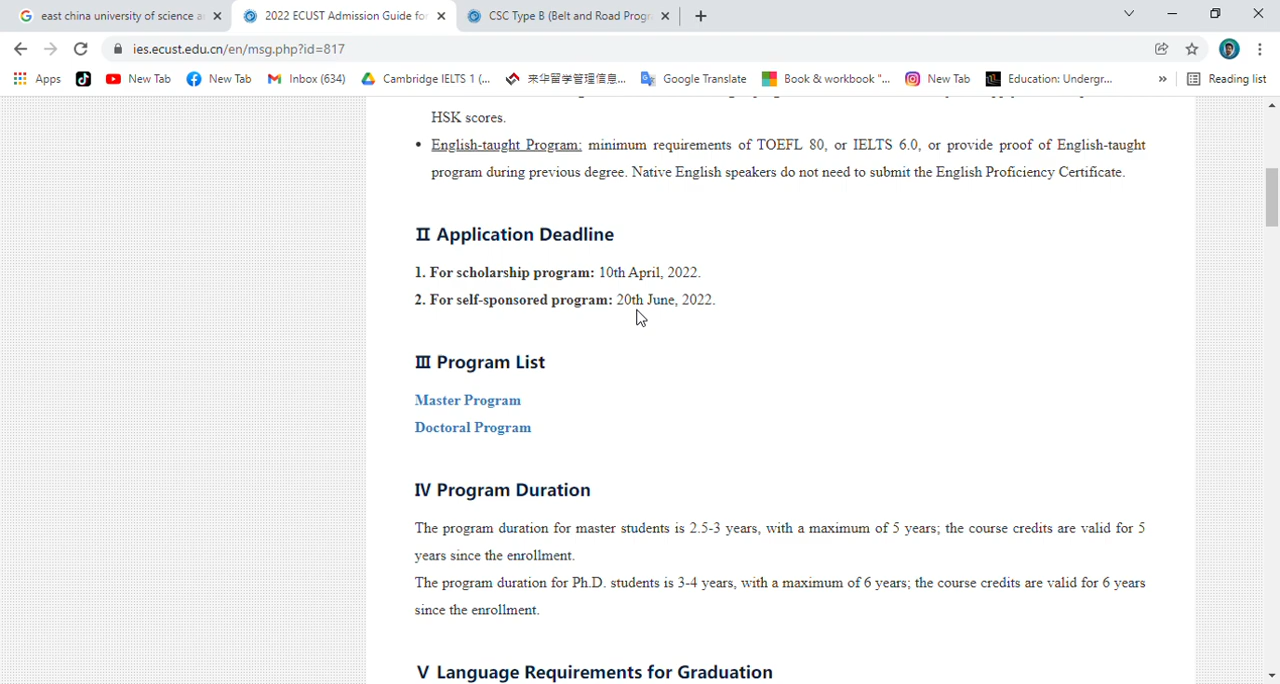 east china university of science a
2022 ECUST Admission Guide fo
CSC Type B (Belt and Road Prog
ies.ecust.edu.cn/en/msg.php?id=817
Apps
New Tab
New Tab
Inbox (634)
Cambridge IELTS 1 (...
来华留学管理信息...
Google Translate
Book & workbook "...
New Tab
Education: Undergr...
»
Reading list
HSK scores.
• English-taught Program: minimum requirements of TOEFL 80, or IELTS 6.0, or provide proof of English-taught
program during previous degree. Native English speakers do not need to submit the English Proficiency Certificate.
Ⅱ Application Deadline
1. For scholarship program: 10th April, 2022.
2. For self-sponsored program: 20th June, 2022.
Ⅲ Program List
Master Program
Doctoral Program
Ⅳ Program Duration
The program duration for master students is 2.5-3 years, with a maximum of 5 years; the course credits are valid for 5
years since the enrollment.
The program duration for Ph.D. students is 3-4 years, with a maximum of 6 years; the course credits are valid for 6 years
since the enrollment.
Ⅴ Language Requirements for Graduation